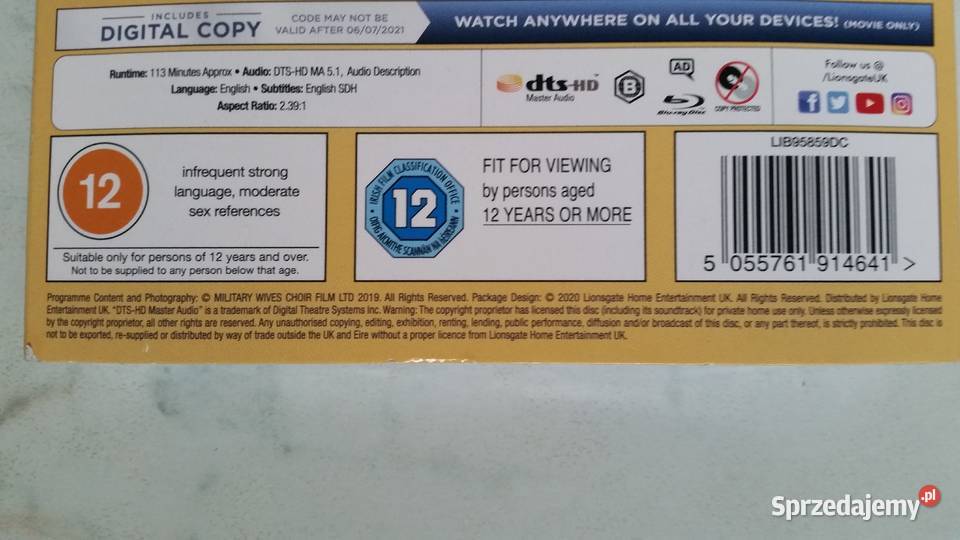 INCLUDES
DIGITAL COPY
CODE MAY NOT BE
VALID AFTER 06/07/2021
WATCH ANYWHERE ON ALL YOUR DEVICES! (MOVIE ONLY)
Runtime: 113 Minutes Approx • Audio: DTS-HD MA 5.1, Audio Description
Language: English • Subtitles: English SDH
Aspect Ratio: 2.39:1
dts-HD
Master Audio
B
AD
Blu-ray Disc
COPY PROTECTED
Follow us @
/LionsgateUK
12
infrequent strong
language, moderate
sex references
Suitable only for persons of 12 years and over.
Not to be supplied to any person below that age.
IRISH FILM CLASSIFICATION OFFICE
12
OIFIG AICMITHE SCANNÁN NA hÉIREANN
FIT FOR VIEWING
by persons aged
12 YEARS OR MORE
LIB95859DC
5 055761 914641 >
Programme Content and Photography: © MILITARY WIVES CHOIR FILM LTD 2019. All Rights Reserved. Package Design: © 2020 Lionsgate Home Entertainment UK. All Rights Reserved. Distributed by Lionsgate Home
Entertainment UK. "DTS-HD Master Audio" is a trademark of Digital Theatre Systems Inc. Warning: The copyright proprietor has licensed this disc (including its soundtrack) for private home use only. Unless otherwise expressly licensed
by the copyright proprietor, all other rights are reserved. Any unauthorised copying, editing, exhibition, renting, lending, public performance, diffusion and/or broadcast of this disc, or any part thereof, is strictly prohibited. This disc is
not to be exported, re-supplied or distributed by way of trade outside the UK and Eire without a proper licence from Lionsgate Home Entertainment UK.
Sprzedajemy.pl